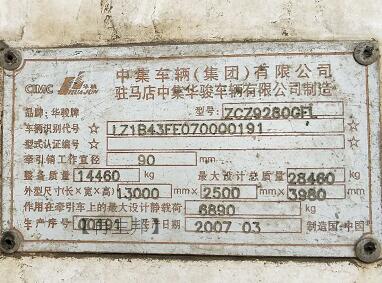 CIMC 华骏 HUAJUN 中集车辆(集团)有限公司
驻马店中集华骏车辆有限公司制造
品牌: 华骏牌 型号: ZCZ9280GFL
车辆识别代号 ☆ LZ1B43FE070000191 ☆
型式认证编号 ☆ ☆
牵引销工作直径 90 mm
整备质量 14460 kg 最大设计总质量 28460 kg
外型尺寸(长×宽×高) 13000 mm× 2500 mm× 3980 mm
作用在牵引车上的最大设计静载荷 6890 kg
生产序号 00191 生产日期 2007 03 制造国:中国